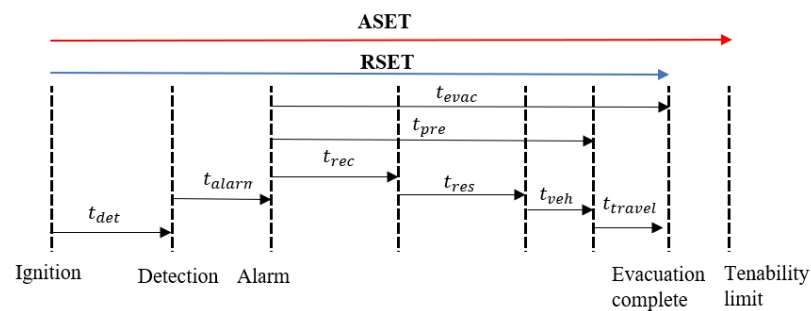 ASET
RSET
t_evac
t_pre
t_rec
t_alarm
t_res
t_veh
t_travel
t_det
Ignition
Detection
Alarm
Evacuation
complete
Tenability
limit